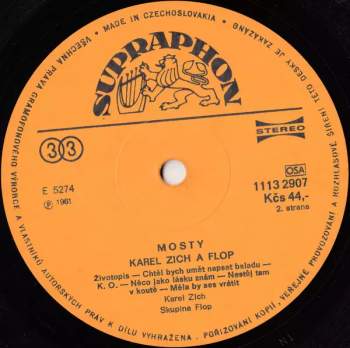 VŠECHNA PRÁVA GRAMOFONOVÉHO VÝROBCE A VLASTNÍKŮ AUTORSKÝCH PRÁV K DÍLU VYHRAŽENA. POŘIZOVÁNÍ KOPIÍ, VEŘEJNÉ PROVOZOVÁNÍ A ROZHLASOVÉ ŠÍŘENÍ TÉTO DESKY JE ZAKÁZÁNO • MADE IN CZECHOSLOVAKIA •
SUPRAPHON
33
STEREO
E 5274
Ⓟ 1981
OSA
1113 2907
Kčs 44,-
2. strana
MOSTY
KAREL ZICH A FLOP
Životopis — Chtěl bych umět napsat baladu —
K. O. — Něco jako lásku znám — Nestůj tam
v koutě — Měla by ses vrátit
Karel Zich
Skupina Flop